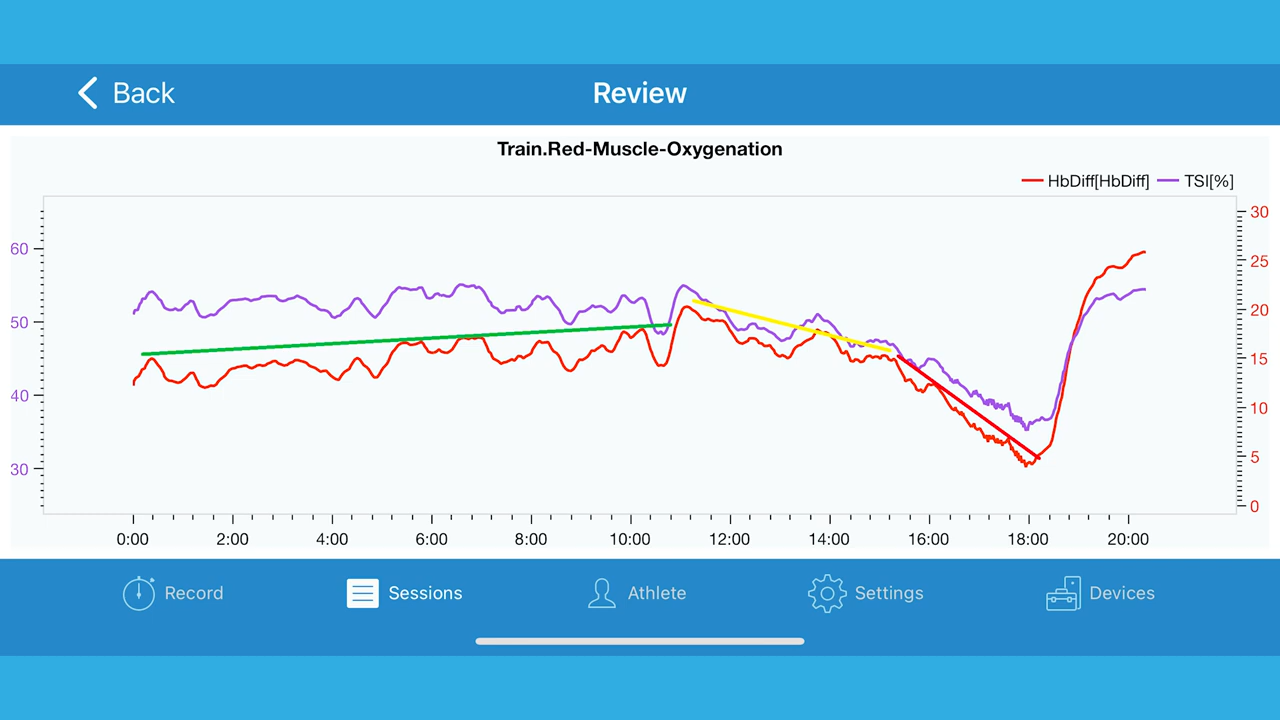 Back
Review
Train.Red-Muscle-Oxygenation
HbDiff[HbDiff] TSI[%]
60
50
40
30
30
25
20
15
10
5
0
0:00 2:00 4:00 6:00 8:00 10:00 12:00 14:00 16:00 18:00 20:00
Record Sessions Athlete Settings Devices